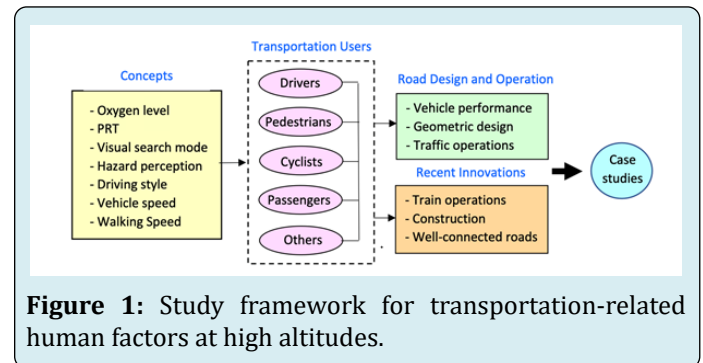 Transportation Users
Concepts
- Oxygen level
- PRT
- Visual search mode
- Hazard perception
- Driving style
- Vehicle speed
- Walking Speed
Drivers
Pedestrians
Cyclists
Passengers
Others
Road Design and Operation
- Vehicle performance
- Geometric design
- Traffic operations
Recent Innovations
- Train operations
- Construction
- Well-connected roads
Case
studies
Figure 1: Study framework for transportation-related
human factors at high altitudes.